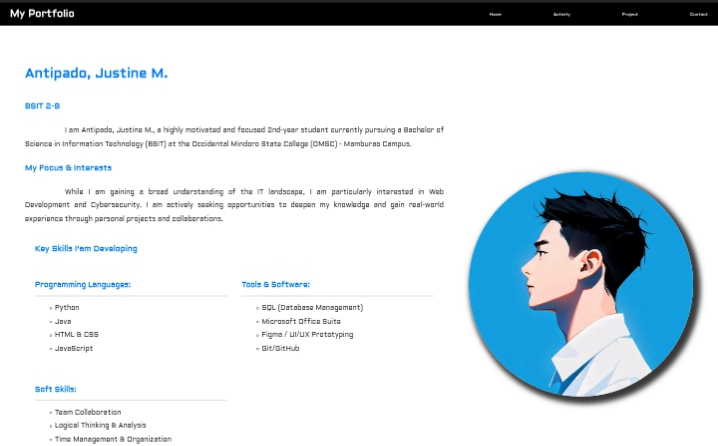 My Portfolio
Home
Activity
Project
Contact
Antipado, Justine M.
BSIT 2-B
I am Antipado, Justine M., a highly motivated and focused 2nd-year student currently pursuing a Bachelor of
Science in Information Technology (BSIT) at the Occidental Mindoro State College (OMSC) - Mamburao Campus.
My Focus & Interests
While I am gaining a broad understanding of the IT landscape, I am particularly interested in Web
Development and Cybersecurity. I am actively seeking opportunities to deepen my knowledge and gain real-world
experience through personal projects and collaborations.
Key Skills I'am Developing
Programming Languages:
Python
Java
HTML & CSS
JavaScript
Tools & Software:
SQL (Database Management)
Microsoft Office Suite
Figma / UI/UX Prototyping
Git/GitHub
Soft Skills:
Team Collaboration
Logical Thinking & Analysis
Time Management & Organization